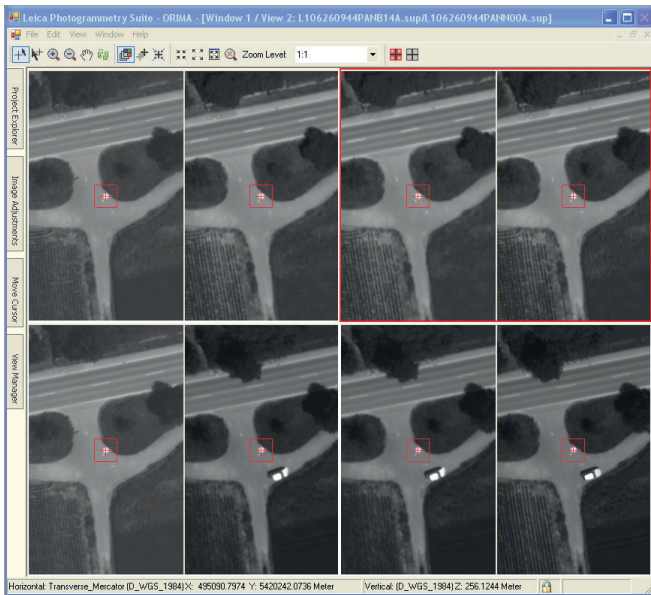 Leica Photogrammetry Suite - ORIMA - [Window 1 / View 2: L106260944PANB14A.sup/L106260944PANN00A.sup]
File Edit View Window Help
Zoom Level: 1:1
Project Explorer
Image Adjustments
Move Cursor
View Manager
Horizontal: Transverse_Mercator (D_WGS_1984) X: 495090.7974 Y: 5420242.0736 Meter Vertical: (D_WGS_1984) Z: 256.1244 Meter